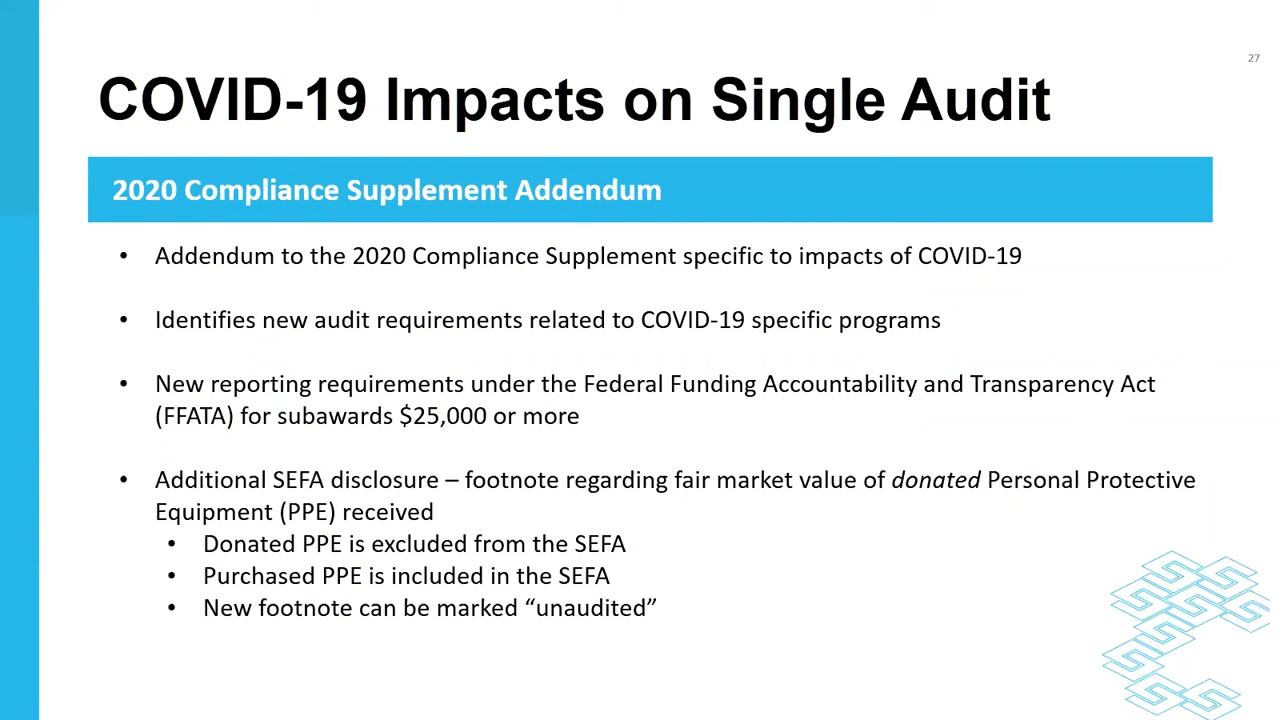 27
COVID-19 Impacts on Single Audit
2020 Compliance Supplement Addendum
• Addendum to the 2020 Compliance Supplement specific to impacts of COVID-19
• Identifies new audit requirements related to COVID-19 specific programs
• New reporting requirements under the Federal Funding Accountability and Transparency Act
(FFATA) for subawards $25,000 or more
• Additional SEFA disclosure – footnote regarding fair market value of donated Personal Protective
Equipment (PPE) received
• Donated PPE is excluded from the SEFA
• Purchased PPE is included in the SEFA
• New footnote can be marked “unaudited”